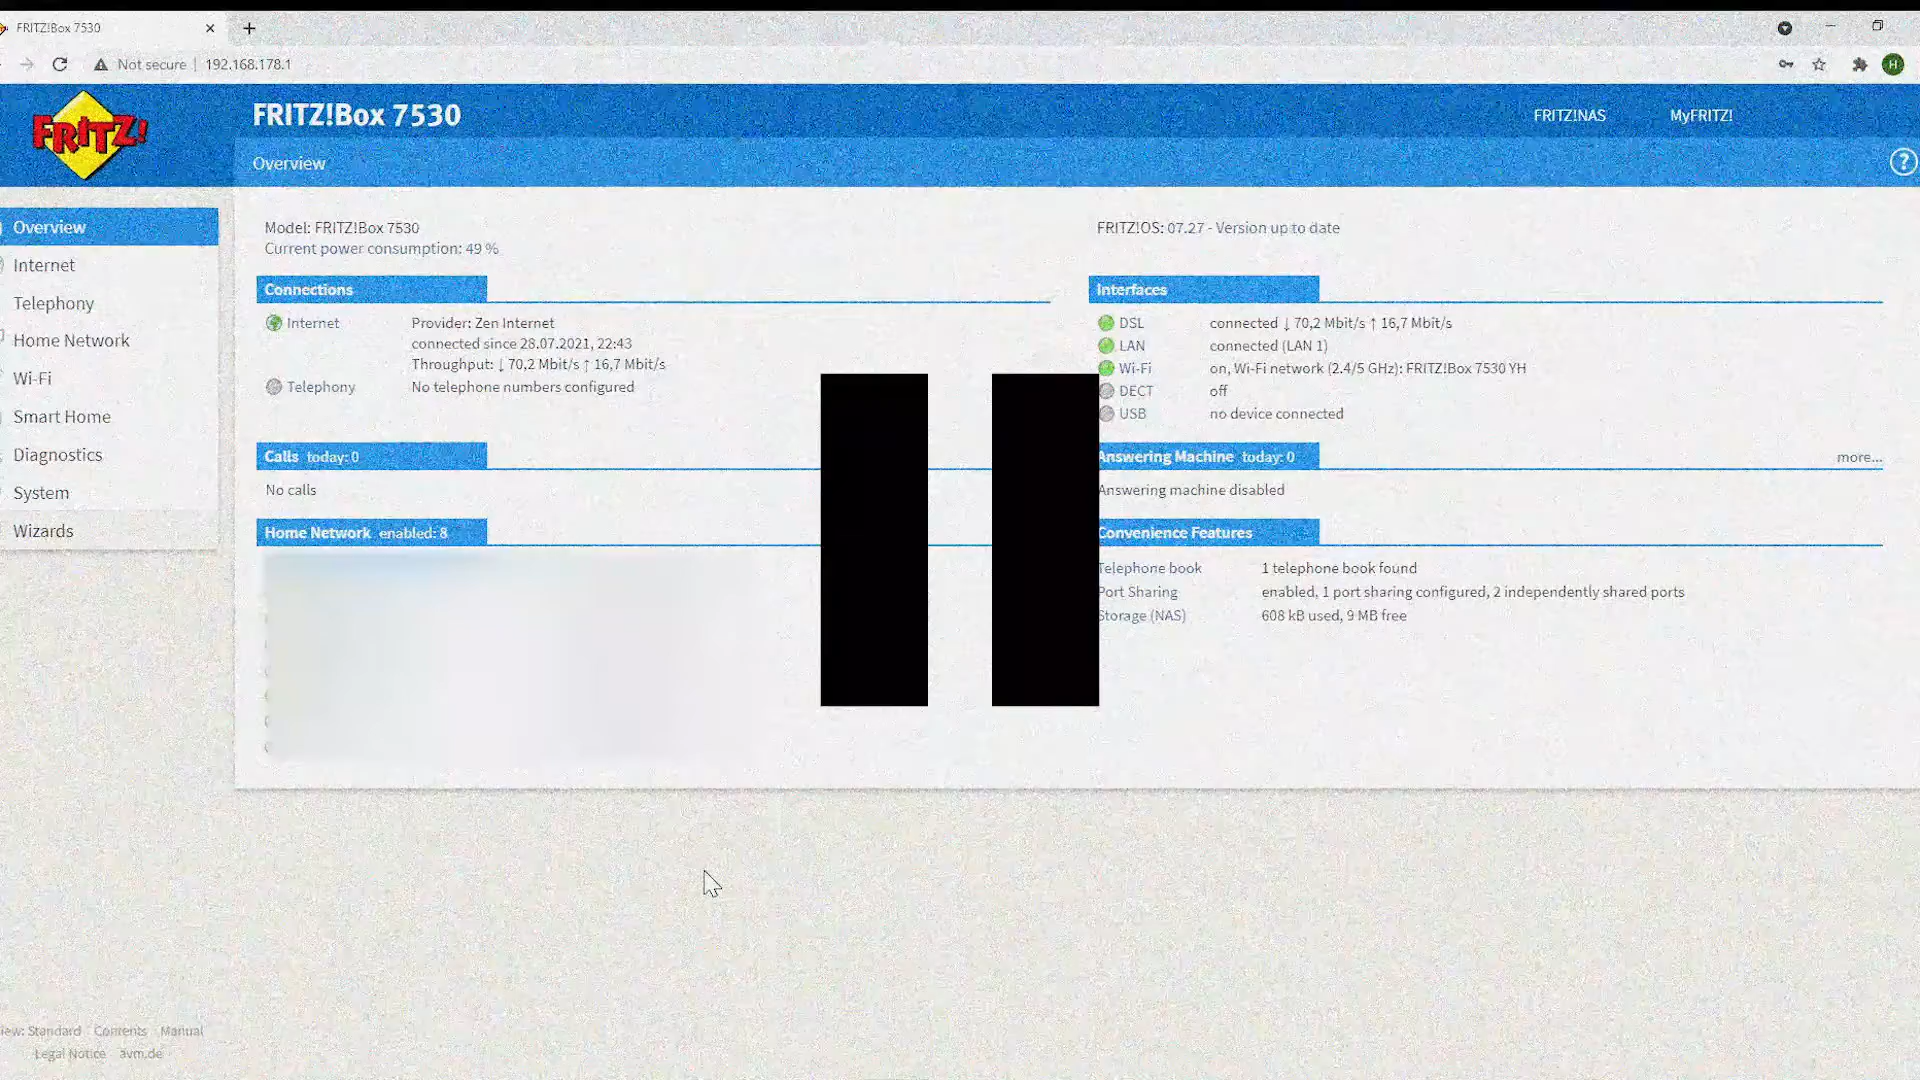 FRITZ!Box 7530
Not secure | 192.168.178.1
H
FRITZ!
FRITZ!Box 7530
FRITZ!NAS
MyFRITZ!
Overview
?
Overview
Internet
Telephony
Home Network
Wi-Fi
Smart Home
Diagnostics
System
Wizards
Model: FRITZ!Box 7530
Current power consumption: 49 %
FRITZ!OS: 07.27 - Version up to date
Connections
Internet
Provider: Zen Internet
connected since 28.07.2021, 22:43
Throughput: ↓ 70,2 Mbit/s ↑ 16,7 Mbit/s
Telephony
No telephone numbers configured
Interfaces
DSL connected ↓ 70,2 Mbit/s ↑ 16,7 Mbit/s
LAN connected (LAN 1)
Wi-Fi on, Wi-Fi network (2.4/5 GHz): FRITZ!Box 7530 YH
DECT off
USB no device connected
Calls today: 0
No calls
Answering Machine today: 0
more...
Answering machine disabled
Home Network enabled: 8
Convenience Features
Telephone book 1 telephone book found
Port Sharing enabled, 1 port sharing configured, 2 independently shared ports
Storage (NAS) 608 kB used, 9 MB free
iew: Standard Contents Manual
Legal Notice avm.de